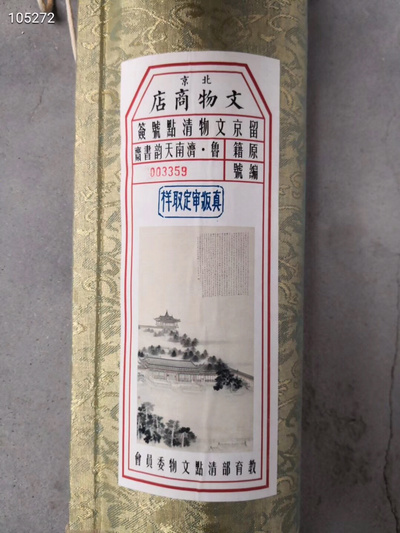 105272
北京
文物商店
留京文物清點號簽
原籍
魯·濟南天韵書齋
編號
003359
真坂审定取样
教育部清點文物委員會